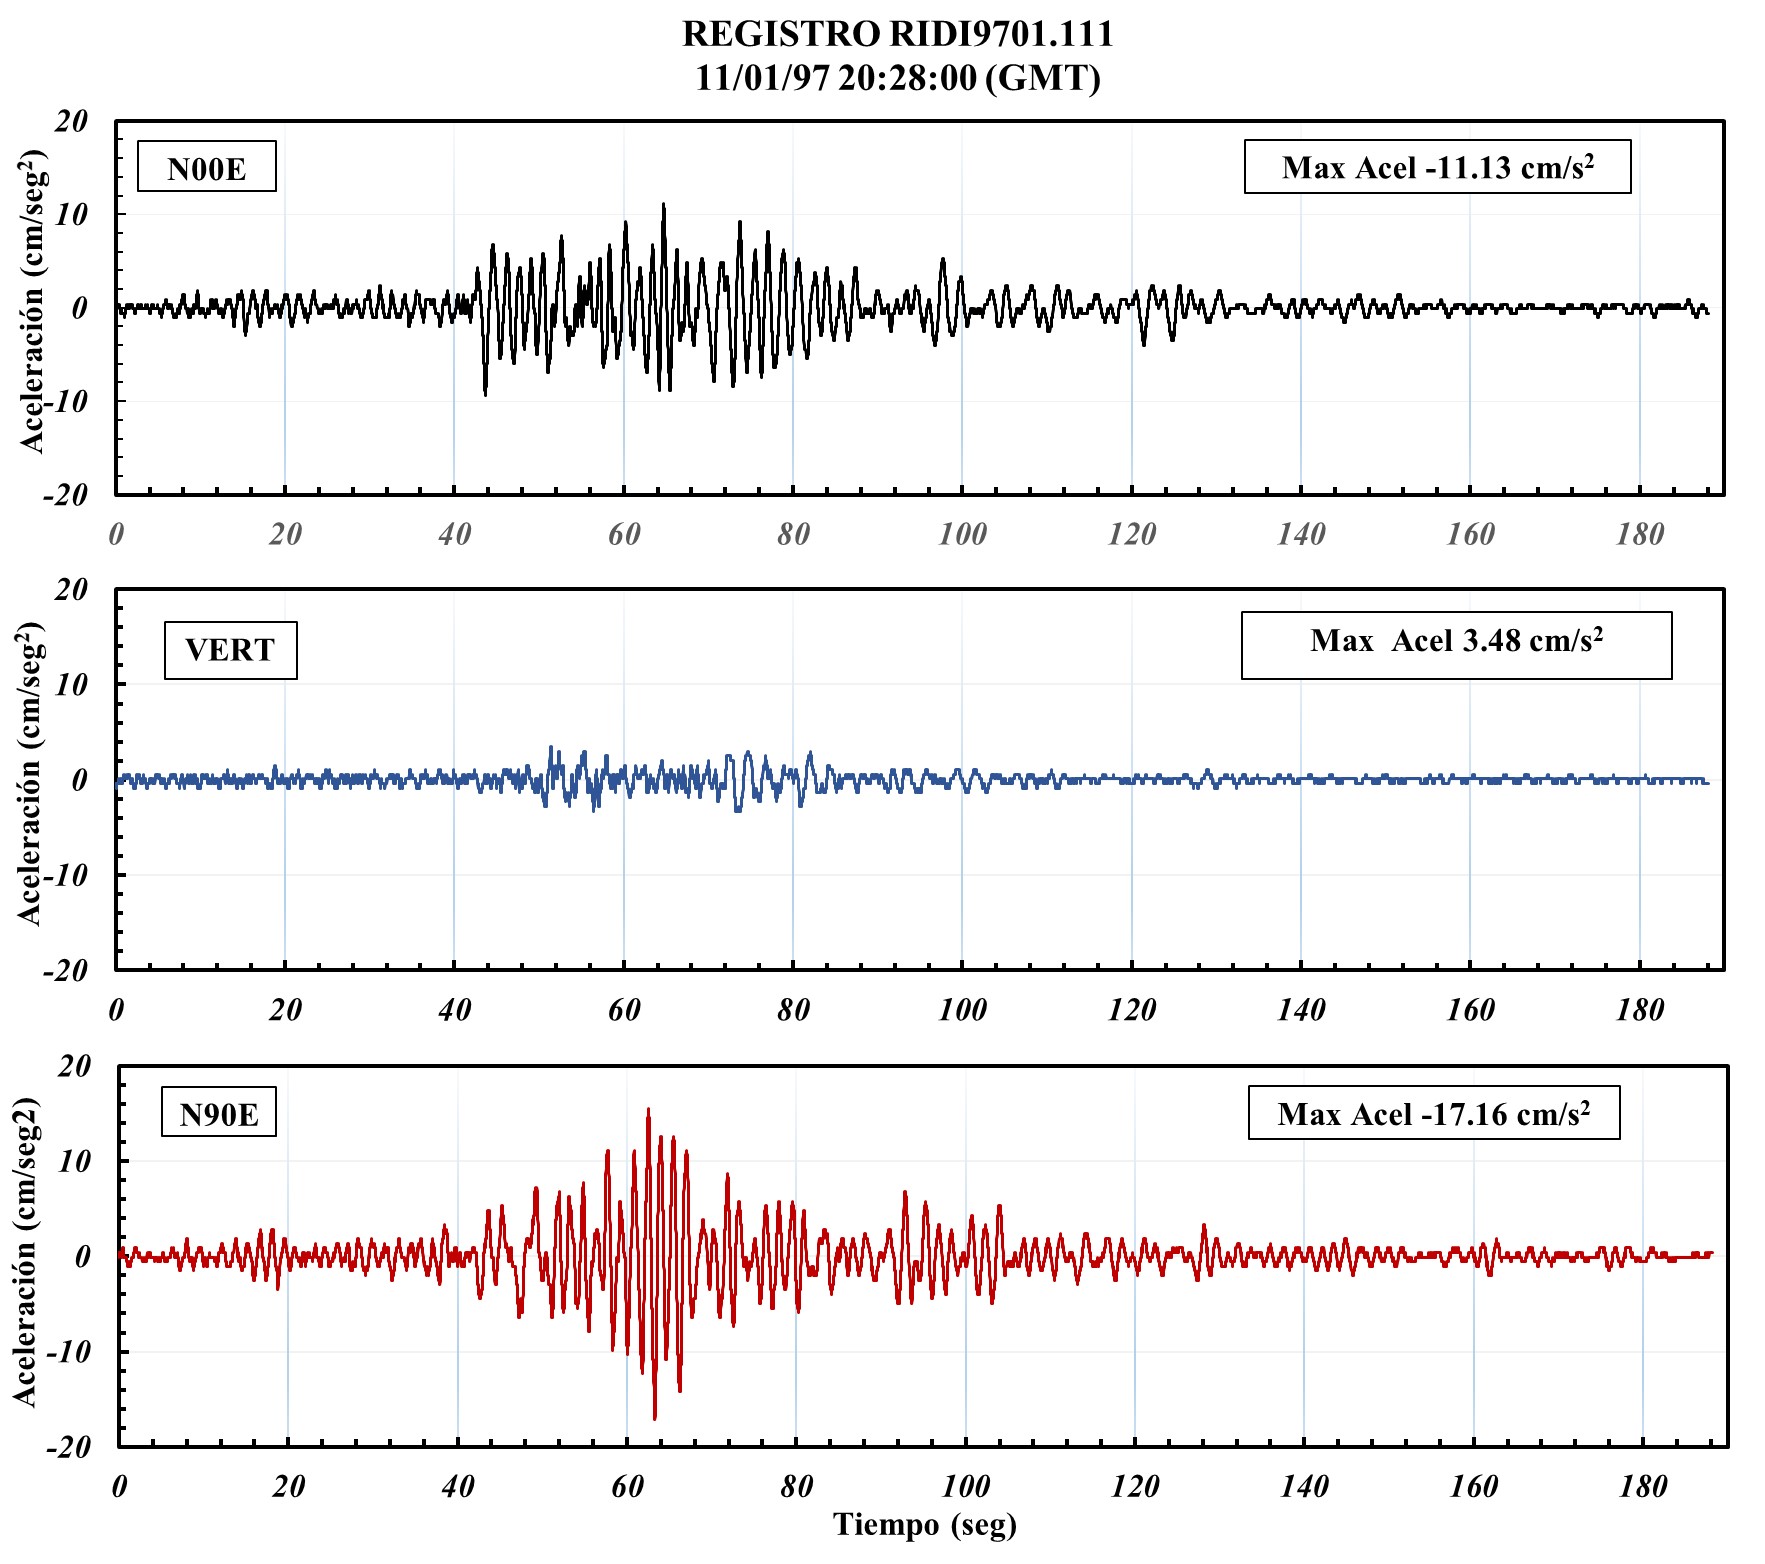 REGISTRO RIDI9701.111
11/01/97 20:28:00 (GMT)
Aceleración (cm/seg²)
20
10
0
-10
-20
N00E
Max Acel -11.13 cm/s²
0 20 40 60 80 100 120 140 160 180
Aceleración (cm/seg²)
20
10
0
-10
-20
VERT
Max Acel 3.48 cm/s²
0 20 40 60 80 100 120 140 160 180
Aceleración (cm/seg2)
20
10
0
-10
-20
N90E
Max Acel -17.16 cm/s²
0 20 40 60 80 100 120 140 160 180
Tiempo (seg)